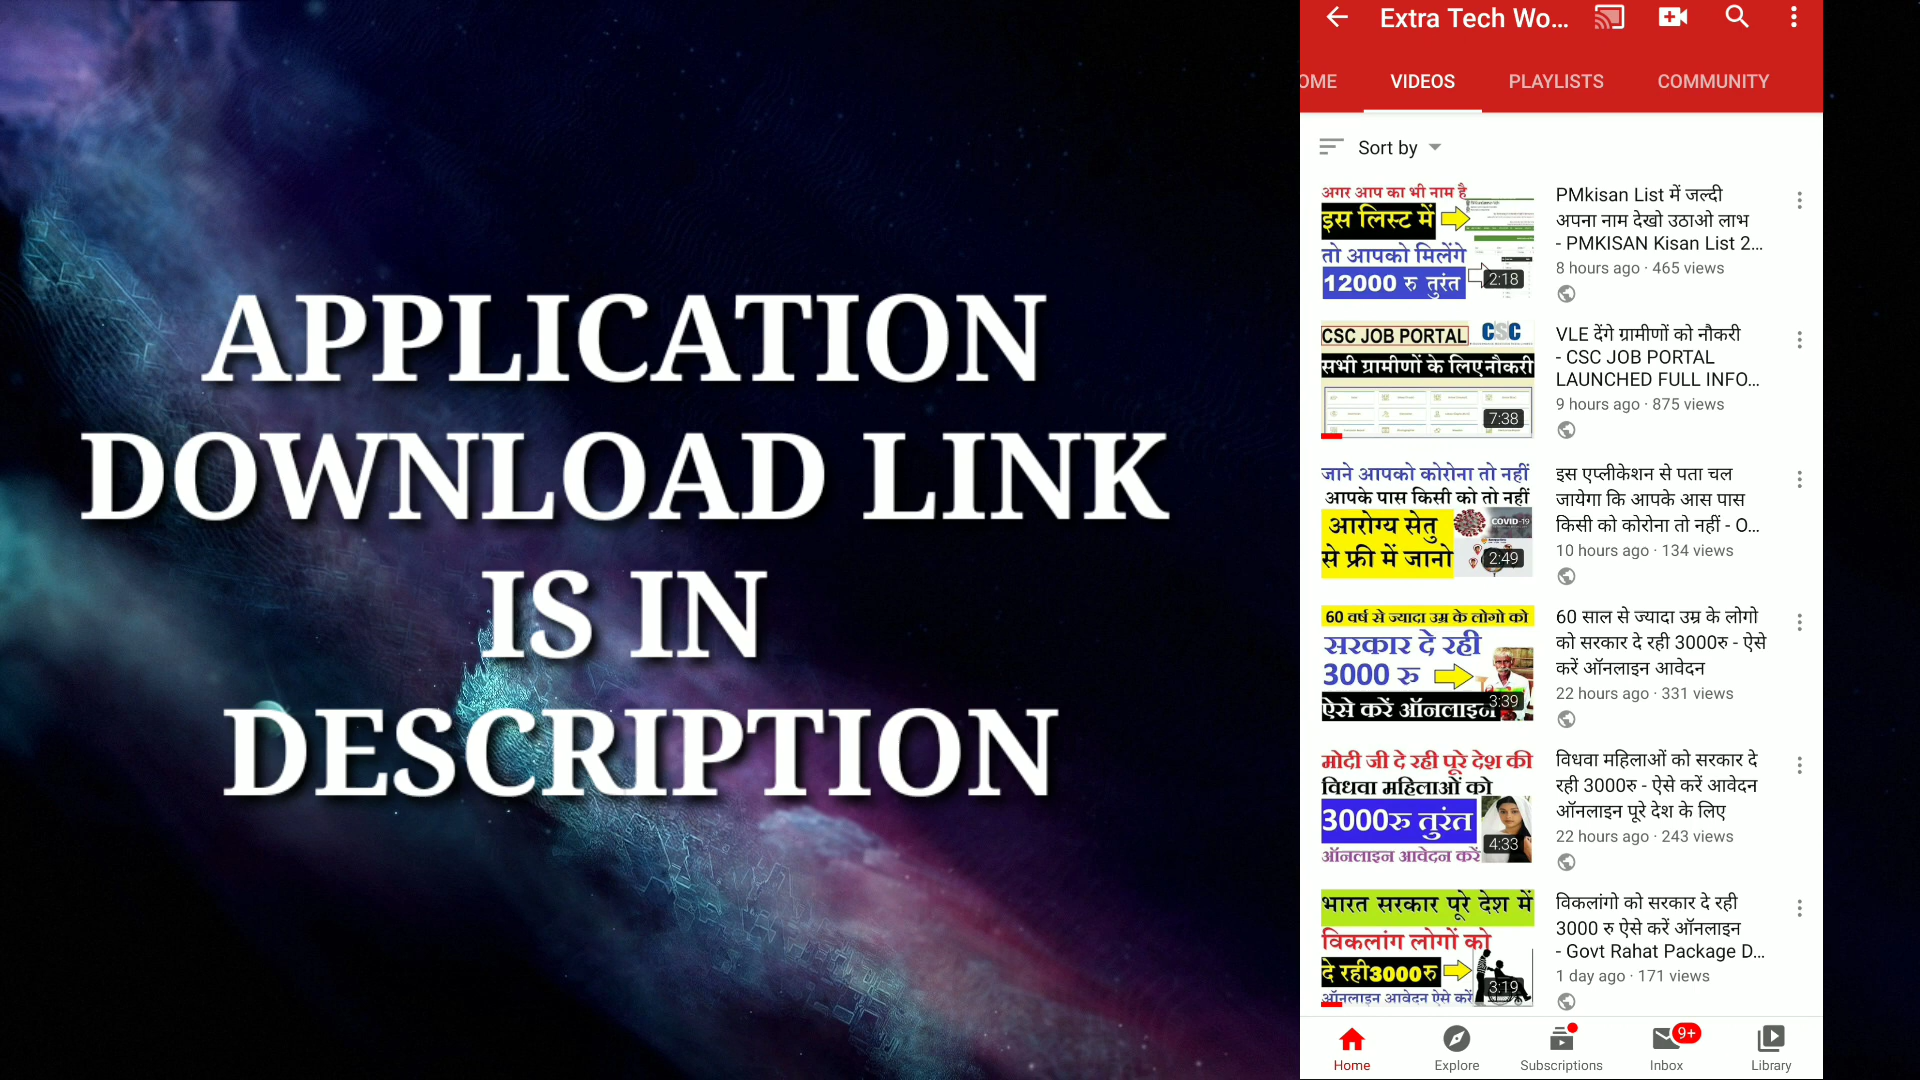 APPLICATION
DOWNLOAD LINK
IS IN
DESCRIPTION
Extra Tech Wo...
OME VIDEOS PLAYLISTS COMMUNITY
Sort by
अगर आप का भी नाम है
इस लिस्ट में
तो आपको मिलेंगे
12000 रु तुरंत
2:18
PMkisan List में जल्दी
अपना नाम देखो उठाओ लाभ
- PMKISAN Kisan List 2...
8 hours ago · 465 views
CSC JOB PORTAL
CSC
सभी ग्रामीणों के लिए नौकरी
7:38
VLE देंगे ग्रामीणों को नौकरी
- CSC JOB PORTAL
LAUNCHED FULL INFO...
9 hours ago · 875 views
जाने आपको कोरोना तो नहीं
आपके पास किसी को तो नहीं
आरोग्य सेतु
से फ्री में जानो
COVID-19
2:49
इस एप्लीकेशन से पता चल
जायेगा कि आपके आस पास
किसी को कोरोना तो नहीं - O...
10 hours ago · 134 views
60 वर्ष से ज्यादा उम्र के लोगो को
सरकार दे रही
3000 रु
ऐसे करें ऑनलाइन
3:39
60 साल से ज्यादा उम्र के लोगो
को सरकार दे रही 3000रु - ऐसे
करें ऑनलाइन आवेदन
22 hours ago · 331 views
मोदी जी दे रही पूरे देश की
विधवा महिलाओं को
3000रु तुरंत
ऑनलाइन आवेदन करें
4:33
विधवा महिलाओं को सरकार दे
रही 3000रु - ऐसे करें आवेदन
ऑनलाइन पूरे देश के लिए
22 hours ago · 243 views
भारत सरकार पूरे देश में
विकलांग लोगों को
दे रही3000रु
ऑनलाइन आवेदन ऐसे करें
3:19
विकलांगो को सरकार दे रही
3000 रु ऐसे करें ऑनलाइन
- Govt Rahat Package D...
1 day ago · 171 views
Home Explore Subscriptions Inbox 9+ Library